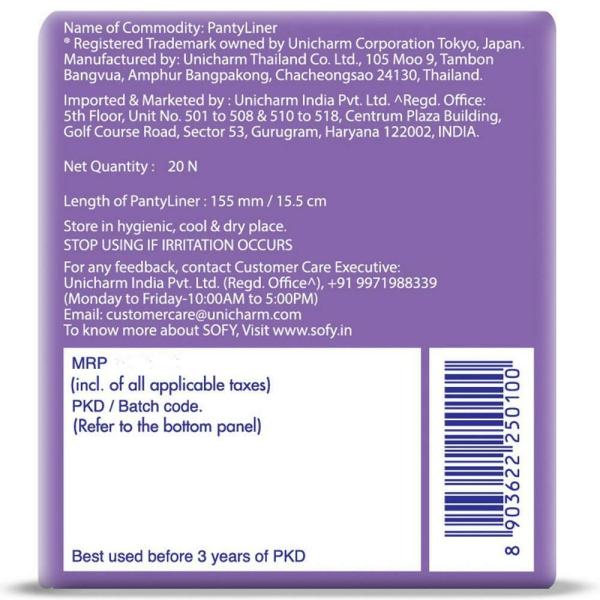 Name of Commodity: PantyLiner
® Registered Trademark owned by Unicharm Corporation Tokyo, Japan.
Manufactured by: Unicharm Thailand Co. Ltd., 105 Moo 9, Tambon
Bangvua, Amphur Bangpakong, Chacheongsao 24130, Thailand.
Imported & Marketed by : Unicharm India Pvt. Ltd. ^Regd. Office:
5th Floor, Unit No. 501 to 508 & 510 to 518, Centrum Plaza Building,
Golf Course Road, Sector 53, Gurugram, Haryana 122002, INDIA.
Net Quantity : 20 N
Length of PantyLiner : 155 mm / 15.5 cm
Store in hygienic, cool & dry place.
STOP USING IF IRRITATION OCCURS
For any feedback, contact Customer Care Executive:
Unicharm India Pvt. Ltd. (Regd. Office^), +91 9971988339
(Monday to Friday-10:00AM to 5:00PM)
Email: customercare@unicharm.com
To know more about SOFY, Visit www.sofy.in
MRP
(incl. of all applicable taxes)
PKD / Batch code.
(Refer to the bottom panel)
Best used before 3 years of PKD
8 903622 250100